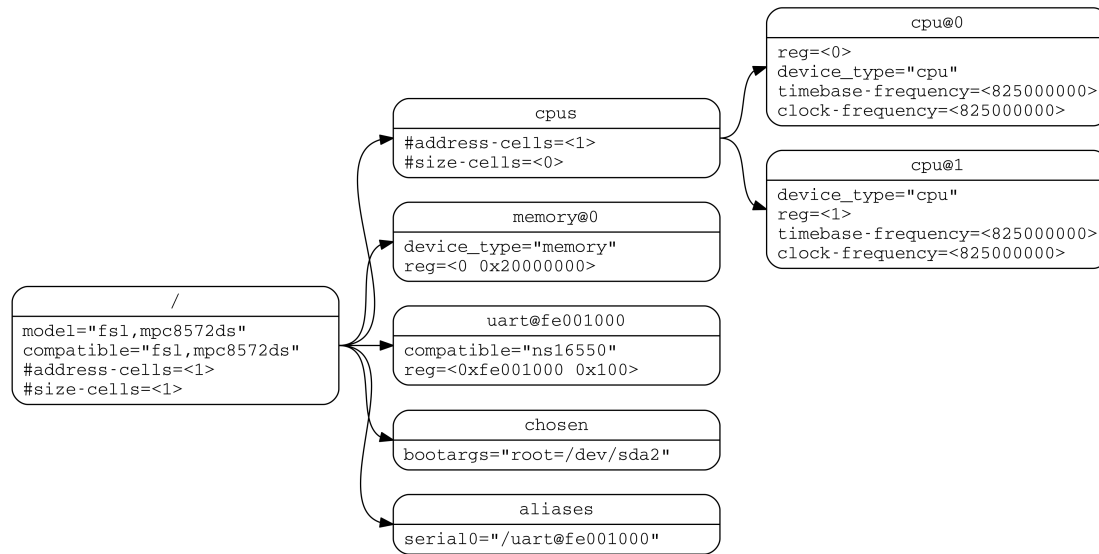 /
model="fsl,mpc8572ds"
compatible="fsl,mpc8572ds"
#address-cells=<1>
#size-cells=<1>
cpus
#address-cells=<1>
#size-cells=<0>
memory@0
device_type="memory"
reg=<0 0x20000000>
uart@fe001000
compatible="ns16550"
reg=<0xfe001000 0x100>
chosen
bootargs="root=/dev/sda2"
aliases
serial0="/uart@fe001000"
cpu@0
reg=<0>
device_type="cpu"
timebase-frequency=<825000000>
clock-frequency=<825000000>
cpu@1
device_type="cpu"
reg=<1>
timebase-frequency=<825000000>
clock-frequency=<825000000>